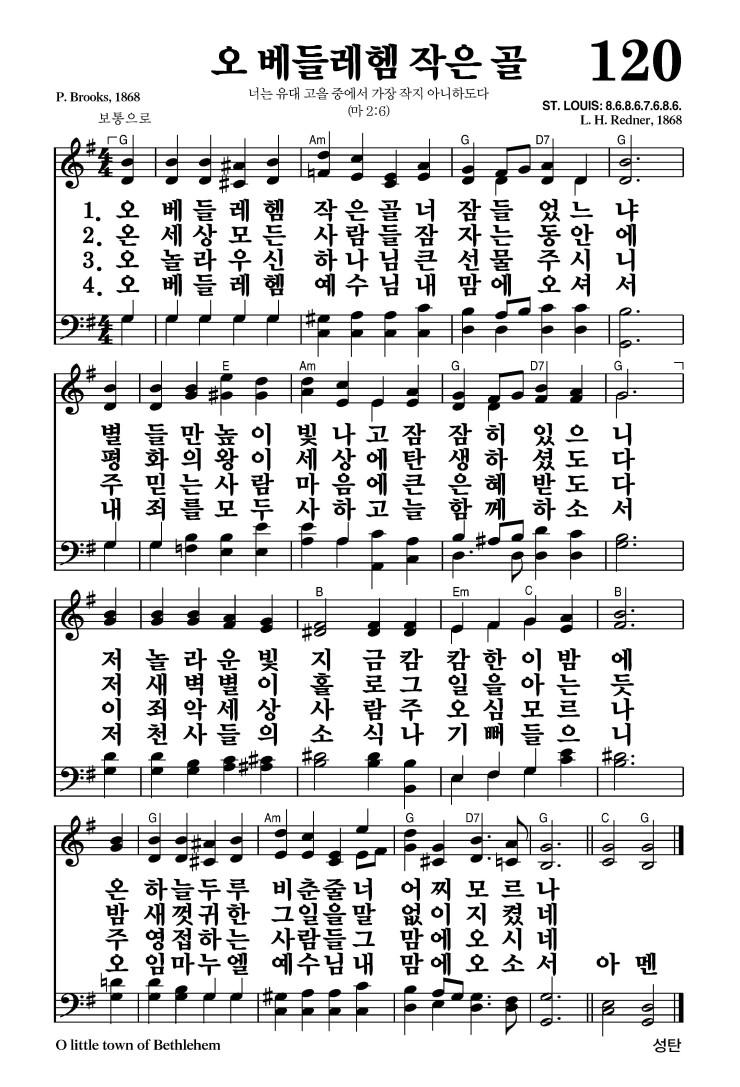 오 베들레헴 작은 골
120
P. Brooks, 1868
너는 유대 고을 중에서 가장 작지 아니하도다
(마 2:6)
ST. LOUIS: 8.6.8.6.7.6.8.6.
L. H. Redner, 1868
보통으로
G Am G D7 G
1. 오 베 들 레 헴 작 은 골 너 잠 들 었 느 냐
2. 온 세 상 모 든 사 람 들 잠 자 는 동 안 에
3. 오 놀 라 우 신 하 나 님 큰 선 물 주 시 니
4. 오 베 들 레 헴 예 수 님 내 맘 에 오 셔 서
E Am G D7 G
별 들 만 높 이 빛 나 고 잠 잠 히 있 으 니
평 화 의 왕 이 세 상 에 탄 생 하 셨 도 다
주 믿 는 사 람 마 음 에 큰 은 혜 받 도 다
내 죄 를 모 두 사 하 고 늘 함 께 하 소 서
B Em C B
저 놀 라 운 빛 지 금 캄 캄 한 이 밤 에
저 새 벽 별 이 홀 로 그 일 을 아 는 듯
이 죄 악 세 상 사 람 주 오 심 모 르 나
저 천 사 들 의 소 식 나 기 뻐 들 으 니
G Am G D7 G C G
온 하 늘 두 루 비 춘 줄 너 어 찌 모 르 나
밤 새 껏 귀 한 그 일 을 말 없 이 지 켰 네
주 영 접 하 는 사 람 들 그 맘 에 오 시 네
오 임 마 누 엘 예 수 님 내 맘 에 오 소 서 아 멘
O little town of Bethlehem
성탄